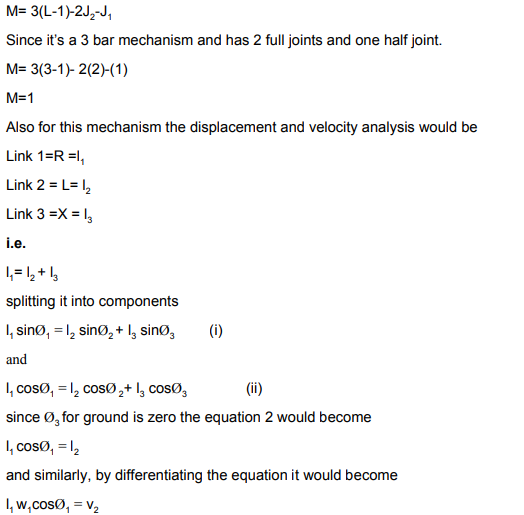 M= 3(L-1)-2J₂-J₁
Since it's a 3 bar mechanism and has 2 full joints and one half joint.
M= 3(3-1)- 2(2)-(1)
M=1
Also for this mechanism the displacement and velocity analysis would be
Link 1=R =l₁
Link 2 = L= l₂
Link 3 =X = l₃
i.e.
l₁= l₂ + l₃
splitting it into components
l₁ sinØ₁ = l₂ sinØ₂+ l₃ sinØ₃ (i)
and
l₁ cosØ₁ = l₂ cosØ₂+ l₃ cosØ₃ (ii)
since Ø₃ for ground is zero the equation 2 would become
l₁ cosØ₁ = l₂
and similarly, by differentiating the equation it would become
l₁ w₁cosØ₁ = v₂